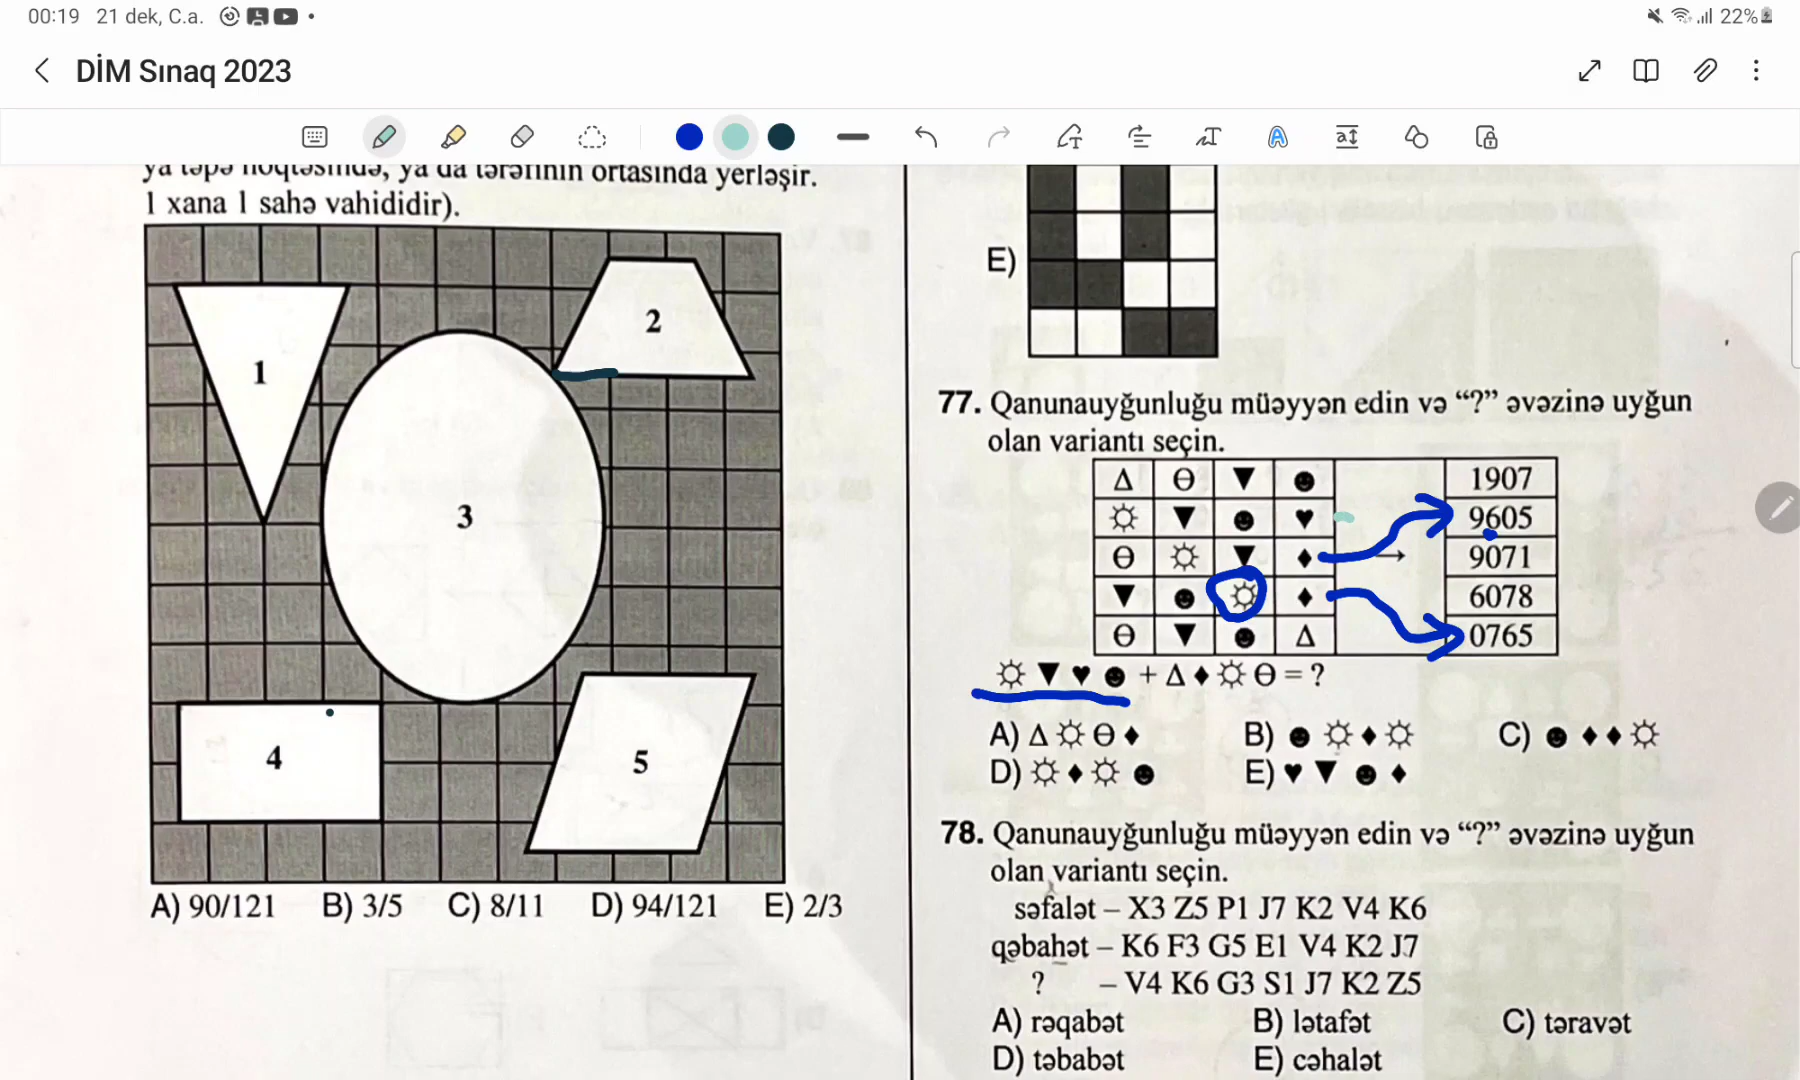 00:19 21 dek, C.a.
22%
DİM Sınaq 2023
ya təpə nöqtəsində, ya da tərəfinin ortasında yerləşir.
1 xana 1 sahə vahididir).
1
2
3
4
5
A) 90/121 B) 3/5 C) 8/11 D) 94/121 E) 2/3
E)
77. Qanunauyğunluğu müəyyən edin və “?” əvəzinə uyğun
olan variantı seçin.
Δ ϴ ▼ ☻ 1907
☼ ▼ ☻ ♥ 9605
ϴ ☼ ▼ ♦ → 9071
▼ ☻ ☼ ♦ 6078
ϴ ▼ ☻ Δ 0765
☼ ▼ ♥ ☻ + Δ ♦ ☼ ϴ = ?
A) Δ ☼ ϴ ♦ B) ☻ ☼ ♦ ☼ C) ☻ ♦ ♦ ☼
D) ☼ ♦ ☼ ☻ E) ♥ ▼ ☻ ♦
78. Qanunauyğunluğu müəyyən edin və “?” əvəzinə uyğun
olan variantı seçin.
səfalət – X3 Z5 P1 J7 K2 V4 K6
qəbahət – K6 F3 G5 E1 V4 K2 J7
? – V4 K6 G3 S1 J7 K2 Z5
A) rəqabət B) lətafət C) təravət
D) təbabət E) cəhalət